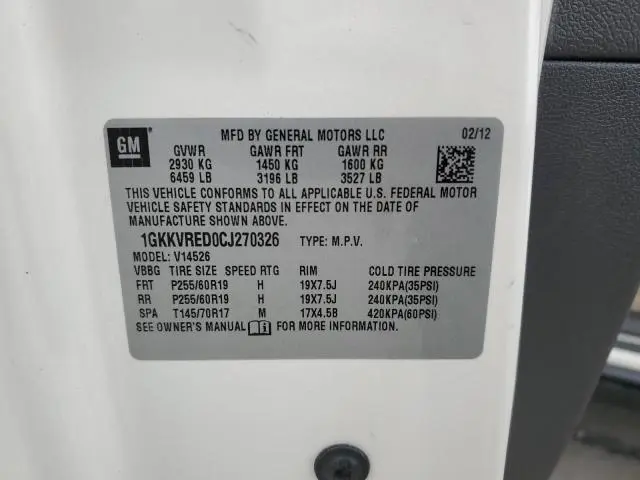 GM
MFD BY GENERAL MOTORS LLC 02/12
GVWR GAWR FRT GAWR RR
2930 KG 1450 KG 1600 KG
6459 LB 3196 LB 3527 LB
THIS VEHICLE CONFORMS TO ALL APPLICABLE U.S. FEDERAL MOTOR
VEHICLE SAFETY STANDARDS IN EFFECT ON THE DATE OF
MANUFACTURE SHOWN ABOVE.
1GKKVRED0CJ270326 TYPE: M.P.V.
MODEL: V14526
VBBG TIRE SIZE SPEED RTG RIM COLD TIRE PRESSURE
FRT P255/60R19 H 19X7.5J 240KPA(35PSI)
RR P255/60R19 H 19X7.5J 240KPA(35PSI)
SPA T145/70R17 M 17X4.5B 420KPA(60PSI)
SEE OWNER'S MANUAL FOR MORE INFORMATION.